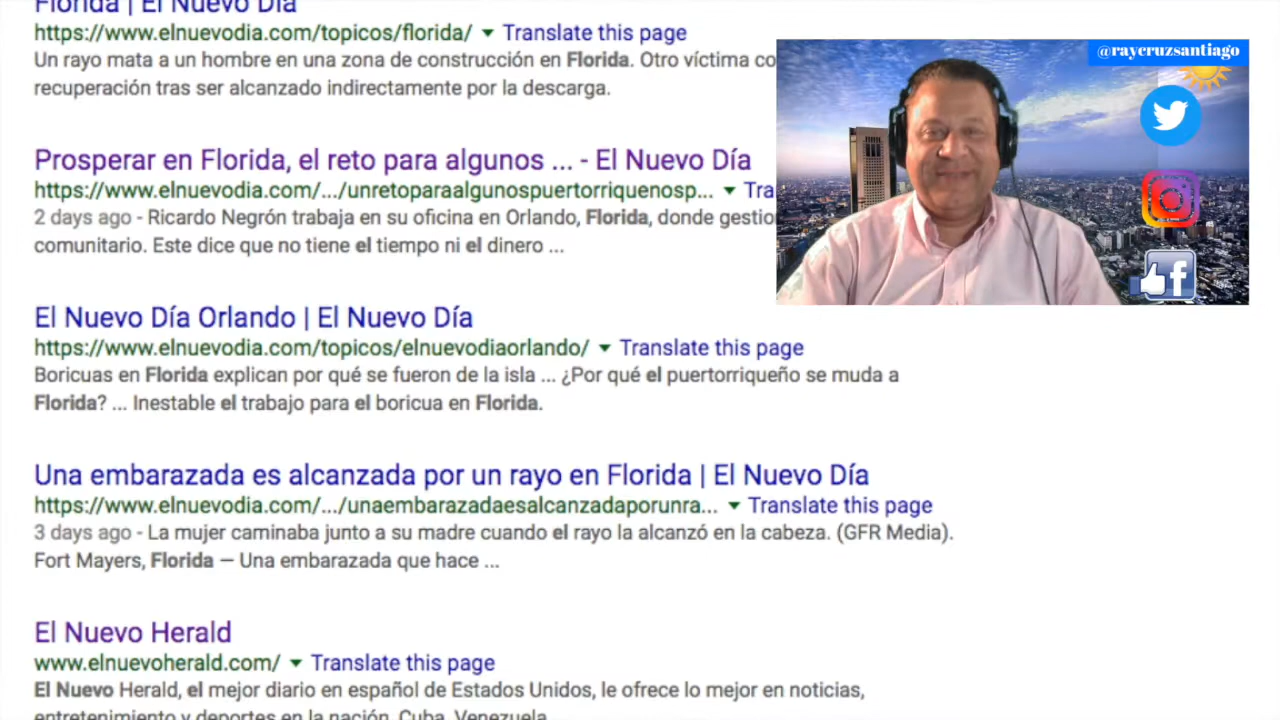 Florida | El Nuevo Día
https://www.elnuevodia.com/topicos/florida/ ▼ Translate this page
Un rayo mata a un hombre en una zona de construcción en Florida. Otro víctima co
recuperación tras ser alcanzado indirectamente por la descarga.
@raycruzsantiago
Prosperar en Florida, el reto para algunos ... - El Nuevo Día
https://www.elnuevodia.com/.../unretoparaalgunospuertorriquenosp... ▼ Tra
2 days ago - Ricardo Negrón trabaja en su oficina en Orlando, Florida, donde gestio
comunitario. Este dice que no tiene el tiempo ni el dinero ...
El Nuevo Día Orlando | El Nuevo Día
https://www.elnuevodia.com/topicos/elnuevodiaorlando/ ▼ Translate this page
Boricuas en Florida explican por qué se fueron de la isla ... ¿Por qué el puertorriqueño se muda a
Florida? ... Inestable el trabajo para el boricua en Florida.
Una embarazada es alcanzada por un rayo en Florida | El Nuevo Día
https://www.elnuevodia.com/.../unaembarazadaesalcanzadaporunra... ▼ Translate this page
3 days ago - La mujer caminaba junto a su madre cuando el rayo la alcanzó en la cabeza. (GFR Media).
Fort Mayers, Florida — Una embarazada que hace ...
El Nuevo Herald
www.elnuevoherald.com/ ▼ Translate this page
El Nuevo Herald, el mejor diario en español de Estados Unidos, le ofrece lo mejor en noticias,
entretenimiento y deportes en la nación, Cuba, Venezuela